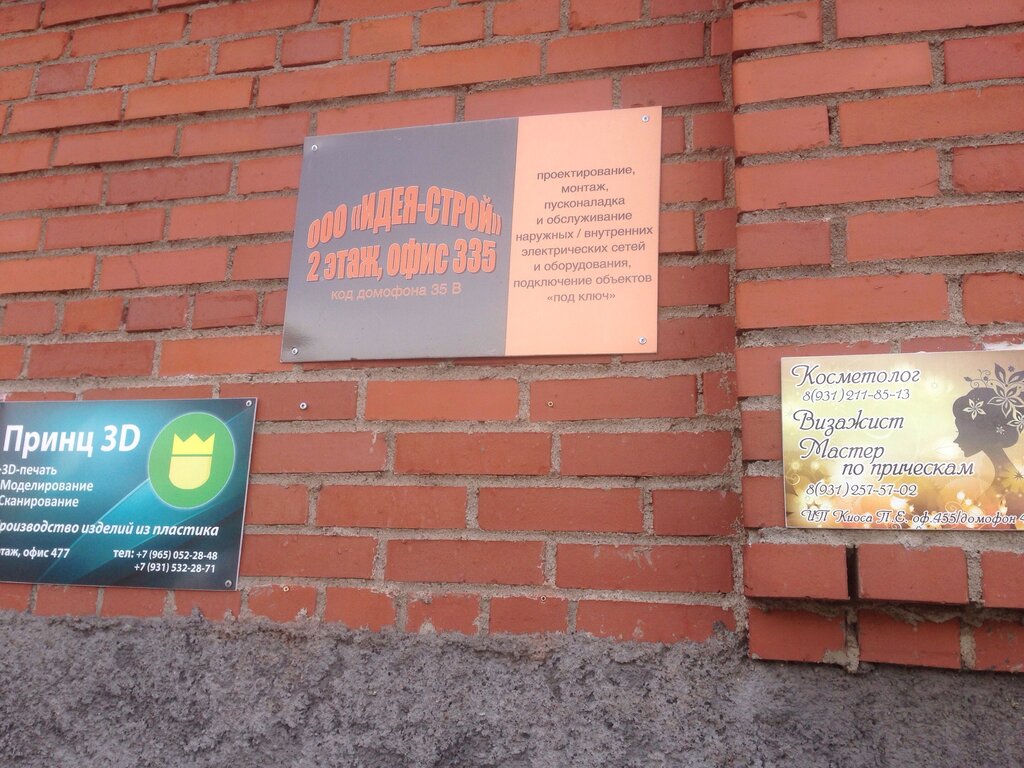 ООО «ИДЕЯ-СТРОЙ»
2 этаж, офис 335
код домофона 35 В
проектирование,
монтаж,
пусконаладка
и обслуживание
наружных / внутренних
электрических сетей
и оборудования,
подключение объектов
«под ключ»
Принц 3D
-3D-печать
Моделирование
Сканирование
роизводство изделий из пластика
таж, офис 477
тел: +7 (965) 052-28-48
+7 (931) 532-28-71
Косметолог
8(931)211-85-13
Визажист
Мастер
по прическам
8(931)257-57-02
ИП Киоса П.Е. оф.455/домофон